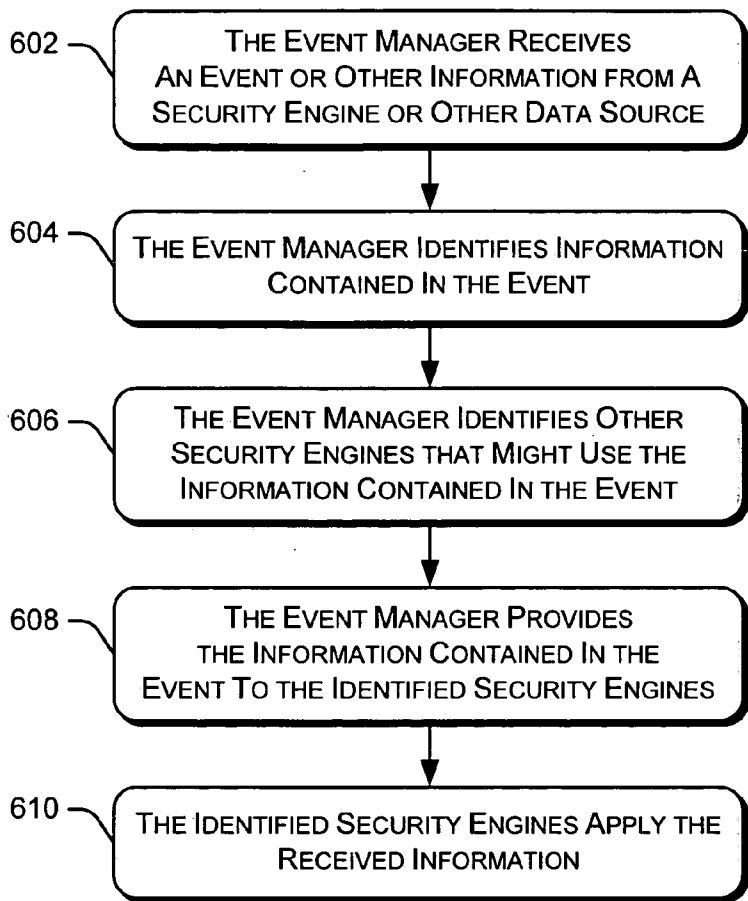 602
THE EVENT MANAGER RECEIVES
AN EVENT OR OTHER INFORMATION FROM A
SECURITY ENGINE OR OTHER DATA SOURCE
604
THE EVENT MANAGER IDENTIFIES INFORMATION
CONTAINED IN THE EVENT
606
THE EVENT MANAGER IDENTIFIES OTHER
SECURITY ENGINES THAT MIGHT USE THE
INFORMATION CONTAINED IN THE EVENT
608
THE EVENT MANAGER PROVIDES
THE INFORMATION CONTAINED IN THE
EVENT TO THE IDENTIFIED SECURITY ENGINES
610
THE IDENTIFIED SECURITY ENGINES APPLY THE
RECEIVED INFORMATION